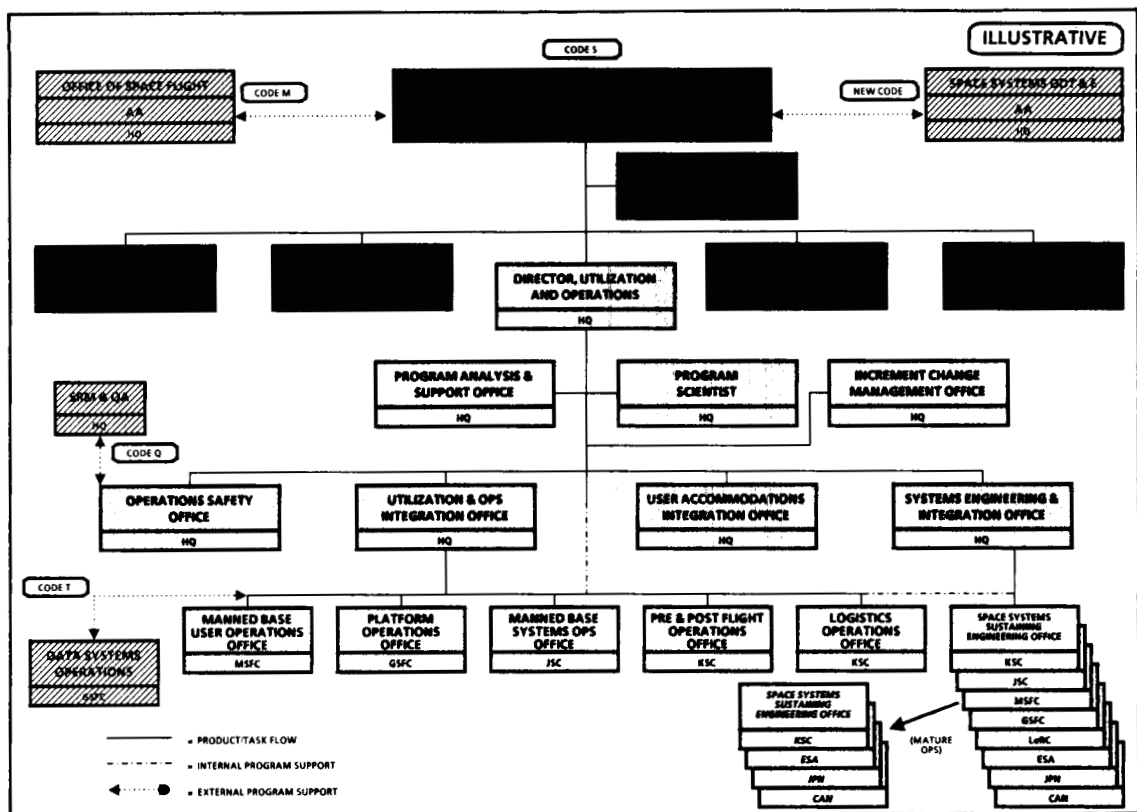 CODE S
ILLUSTRATIVE
OFFICE OF SPACE FLIGHT
AA
HQ
CODE M
NEW CODE
SPACE SYSTEMS
AA
HQ
DIRECTOR, UTILIZATION
AND OPERATIONS
HQ
PROGRAM ANALYSIS &
SUPPORT OFFICE
HQ
PROGRAM
SCIENTIST
HQ
INCREMENT CHANGE
MANAGEMENT OFFICE
HQ
SRM & QA
HQ
CODE Q
OPERATIONS SAFETY
OFFICE
HQ
UTILIZATION & OPS
INTEGRATION OFFICE
HQ
USER ACCOMMODATIONS
INTEGRATION OFFICE
HQ
SYSTEMS ENGINEERING &
INTEGRATION OFFICE
HQ
CODE T
DATA SYSTEMS
OPERATIONS
GSFC
MANNED BASE
USER OPERATIONS
OFFICE
MSFC
PLATFORM
OPERATIONS
OFFICE
GSFC
MANNED BASE
SYSTEMS OPS
OFFICE
JSC
PRE & POST FLIGHT
OPERATIONS
OFFICE
KSC
LOGISTICS
OPERATIONS
OFFICE
KSC
SPACE SYSTEMS
SUSTAINING
ENGINEERING OFFICE
KSC
JSC
MSFC
GSFC
LeRC
ESA
JPN
CAN
SPACE SYSTEMS
SUSTAINING
ENGINEERING OFFICE
KSC
ESA
JPN
CAN
(MATURE
OPS)
= PRODUCT/TASK FLOW
= INTERNAL PROGRAM SUPPORT
= EXTERNAL PROGRAM SUPPORT